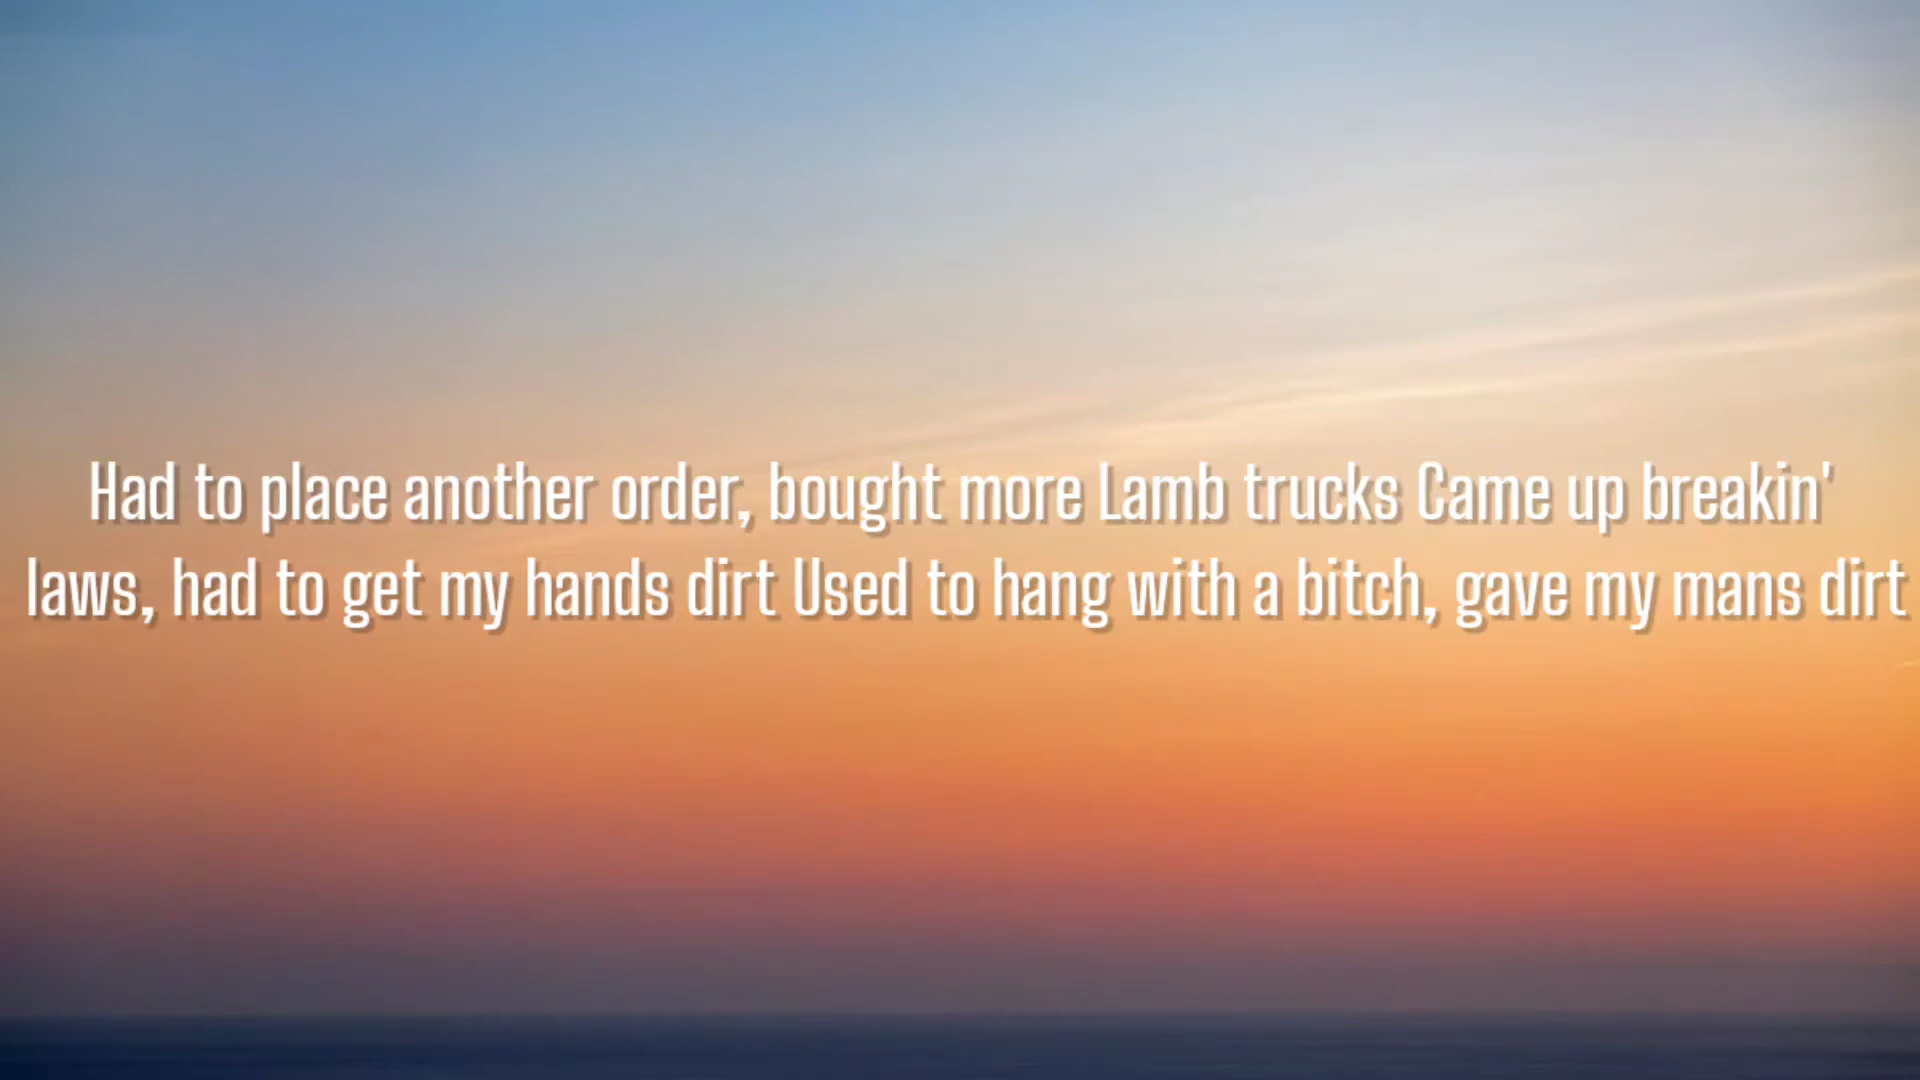 Had to place another order, bought more Lamb trucks Came up breakin'
laws, had to get my hands dirt Used to hang with a bitch, gave my mans dirt